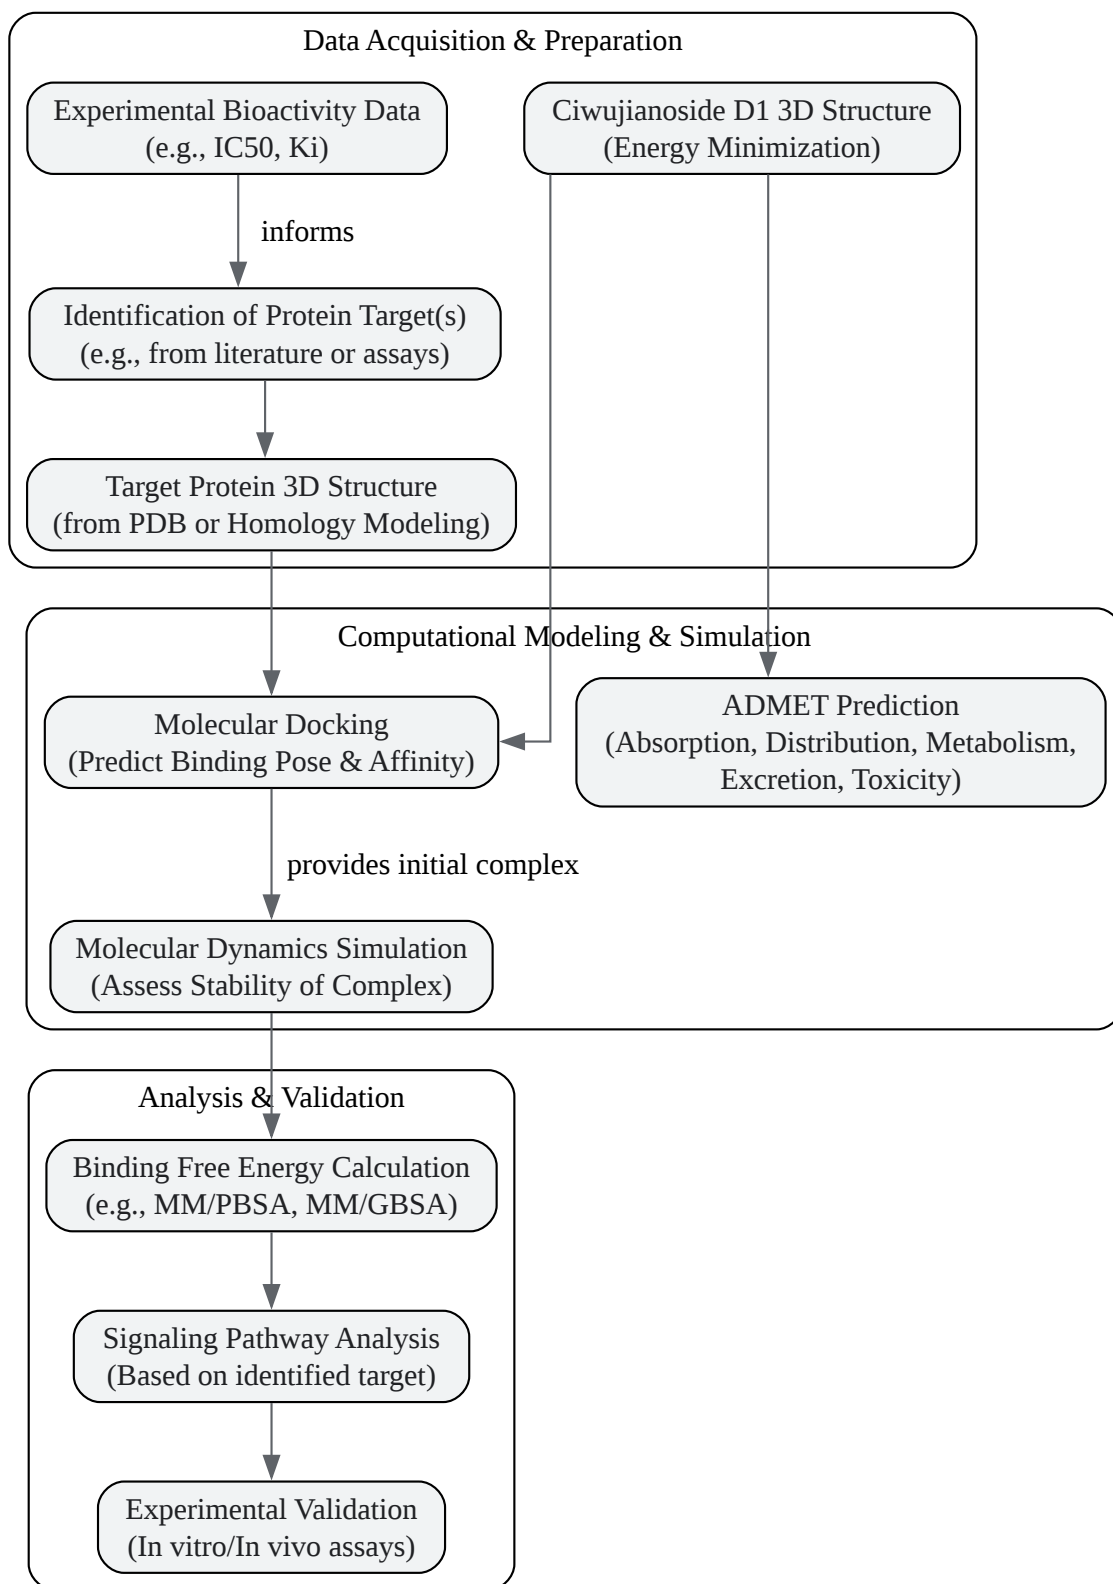 Data Acquisition & Preparation
Experimental Bioactivity Data
(e.g., IC50, Ki)
Ciwujianoside D1 3D Structure
(Energy Minimization)
informs
Identification of Protein Target(s)
(e.g., from literature or assays)
Target Protein 3D Structure
(from PDB or Homology Modeling)
Computational Modeling & Simulation
Molecular Docking
(Predict Binding Pose & Affinity)
ADMET Prediction
(Absorption, Distribution, Metabolism,
Excretion, Toxicity)
provides initial complex
Molecular Dynamics Simulation
(Assess Stability of Complex)
Analysis & Validation
Binding Free Energy Calculation
(e.g., MM/PBSA, MM/GBSA)
Signaling Pathway Analysis
(Based on identified target)
Experimental Validation
(In vitro/In vivo assays)